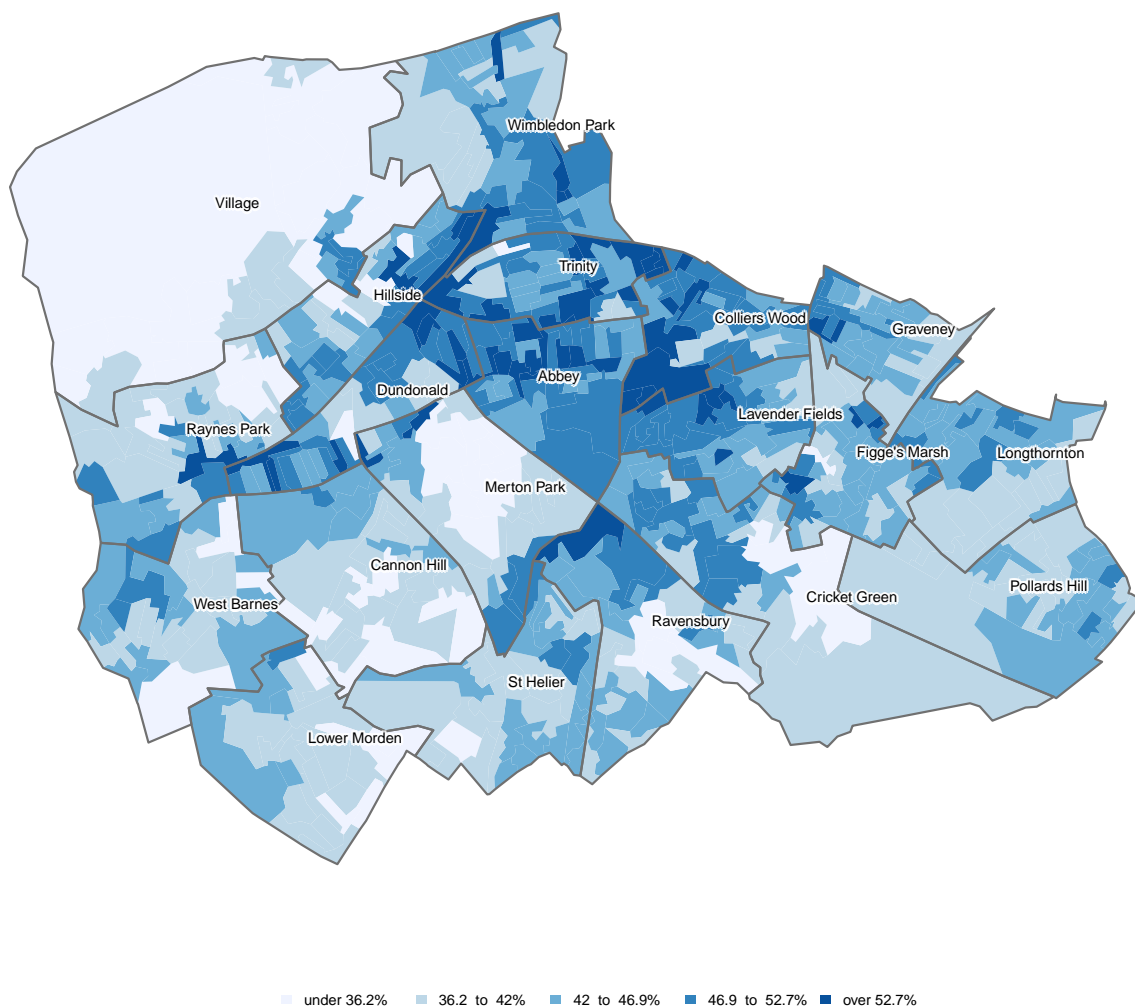 Wimbledon Park
Village
Trinity
Hillside
Colliers Wood
Graveney
Abbey
Dundonald
Lavender Fields
Raynes Park
Figge's Marsh
Longthornton
Merton Park
Cannon Hill
Pollards Hill
Cricket Green
West Barnes
Ravensbury
St Helier
Lower Morden
under 36.2% 36.2 to 42% 42 to 46.9% 46.9 to 52.7% over 52.7%